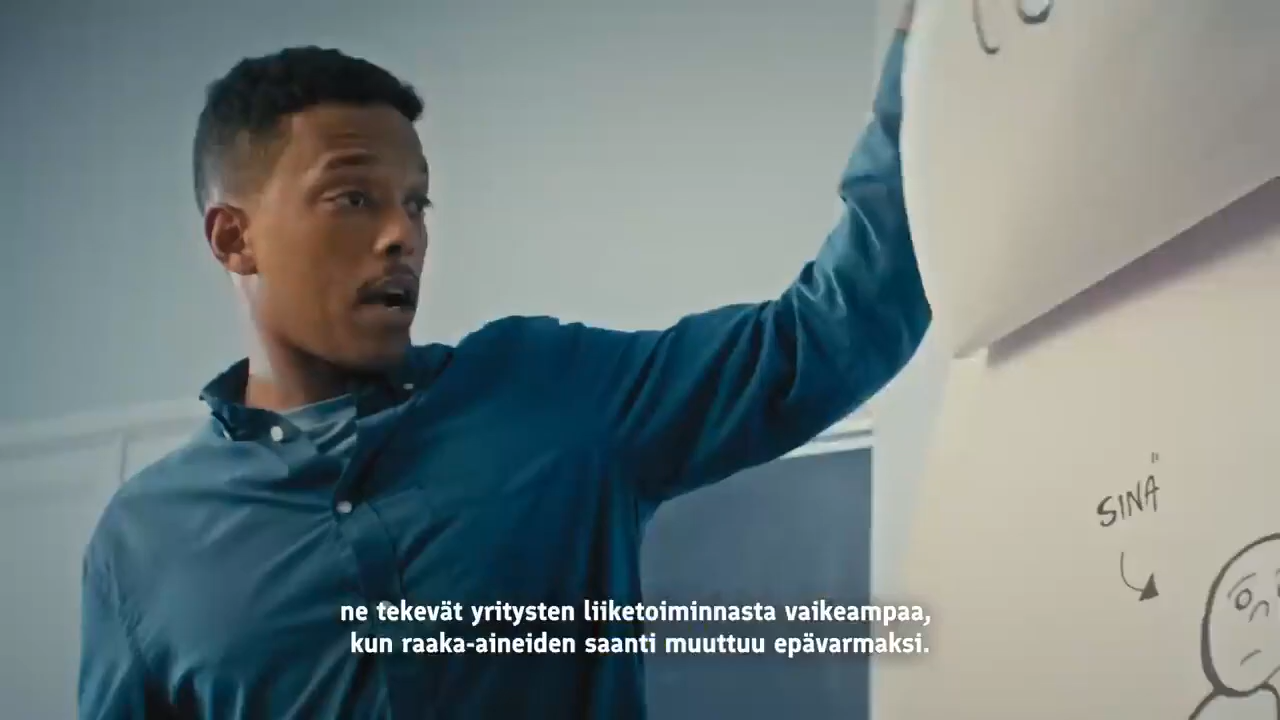 SINÄ
ne tekevät yritysten liiketoiminnasta vaikeampaa,
kun raaka-aineiden saanti muuttuu epävarmaksi.